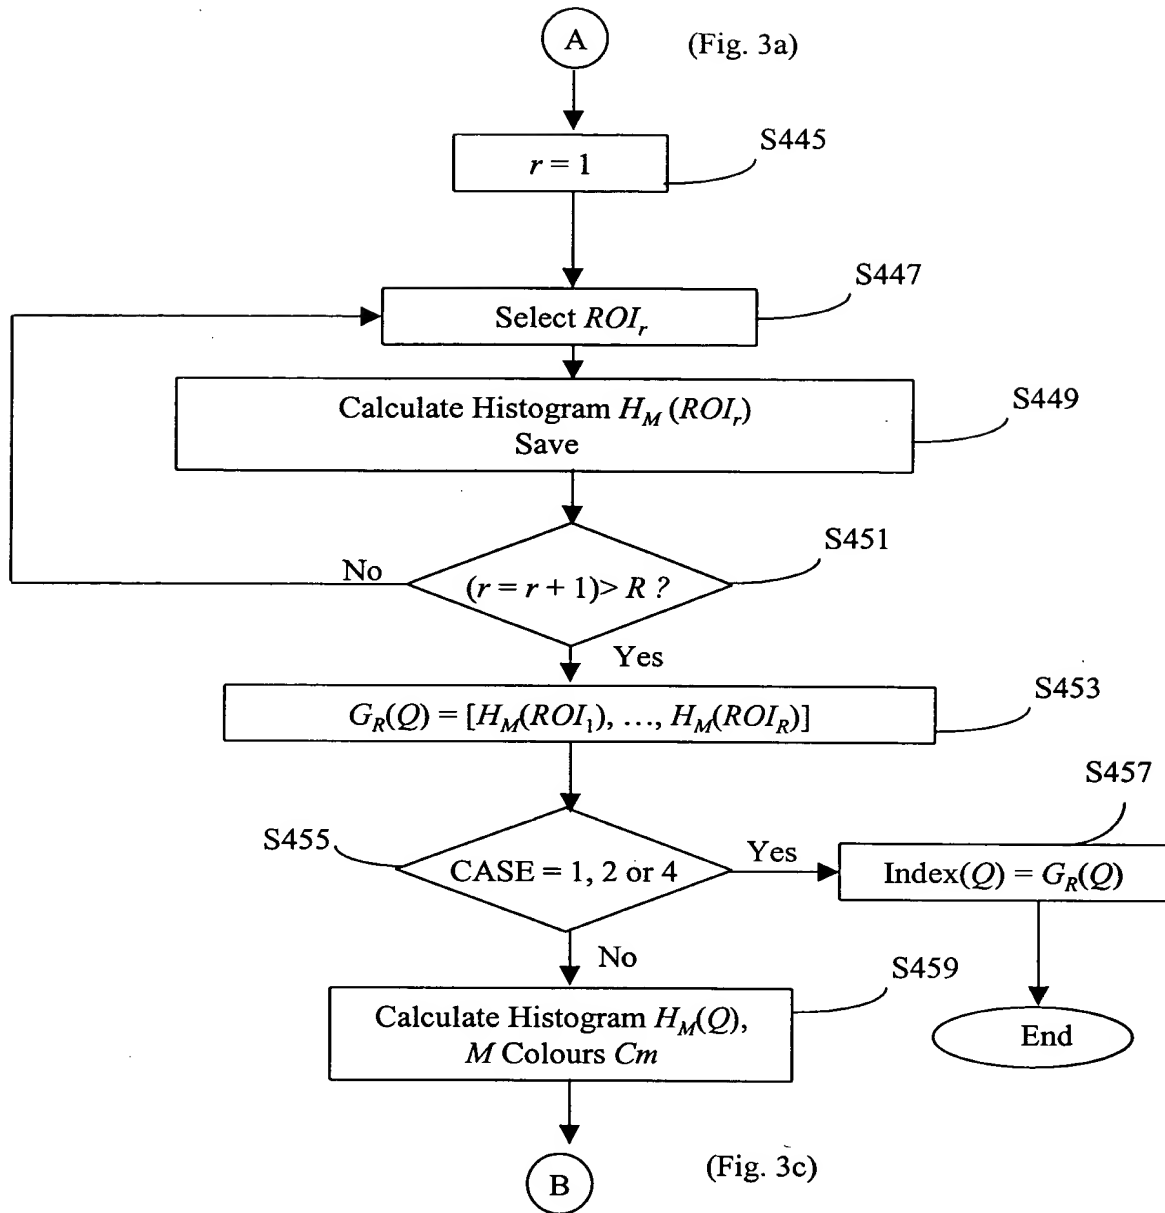 A
(Fig. 3a)
S445
r = 1
S447
Select ROI_r
S449
Calculate Histogram H_M (ROI_r)
Save
S451
No
(r = r + 1)> R ?
Yes
S453
G_R(Q) = [H_M(ROI_1), …, H_M(ROI_R)]
S457
S455
CASE = 1, 2 or 4
Yes
Index(Q) = G_R(Q)
No
S459
Calculate Histogram H_M(Q),
M Colours Cm
End
B
(Fig. 3c)